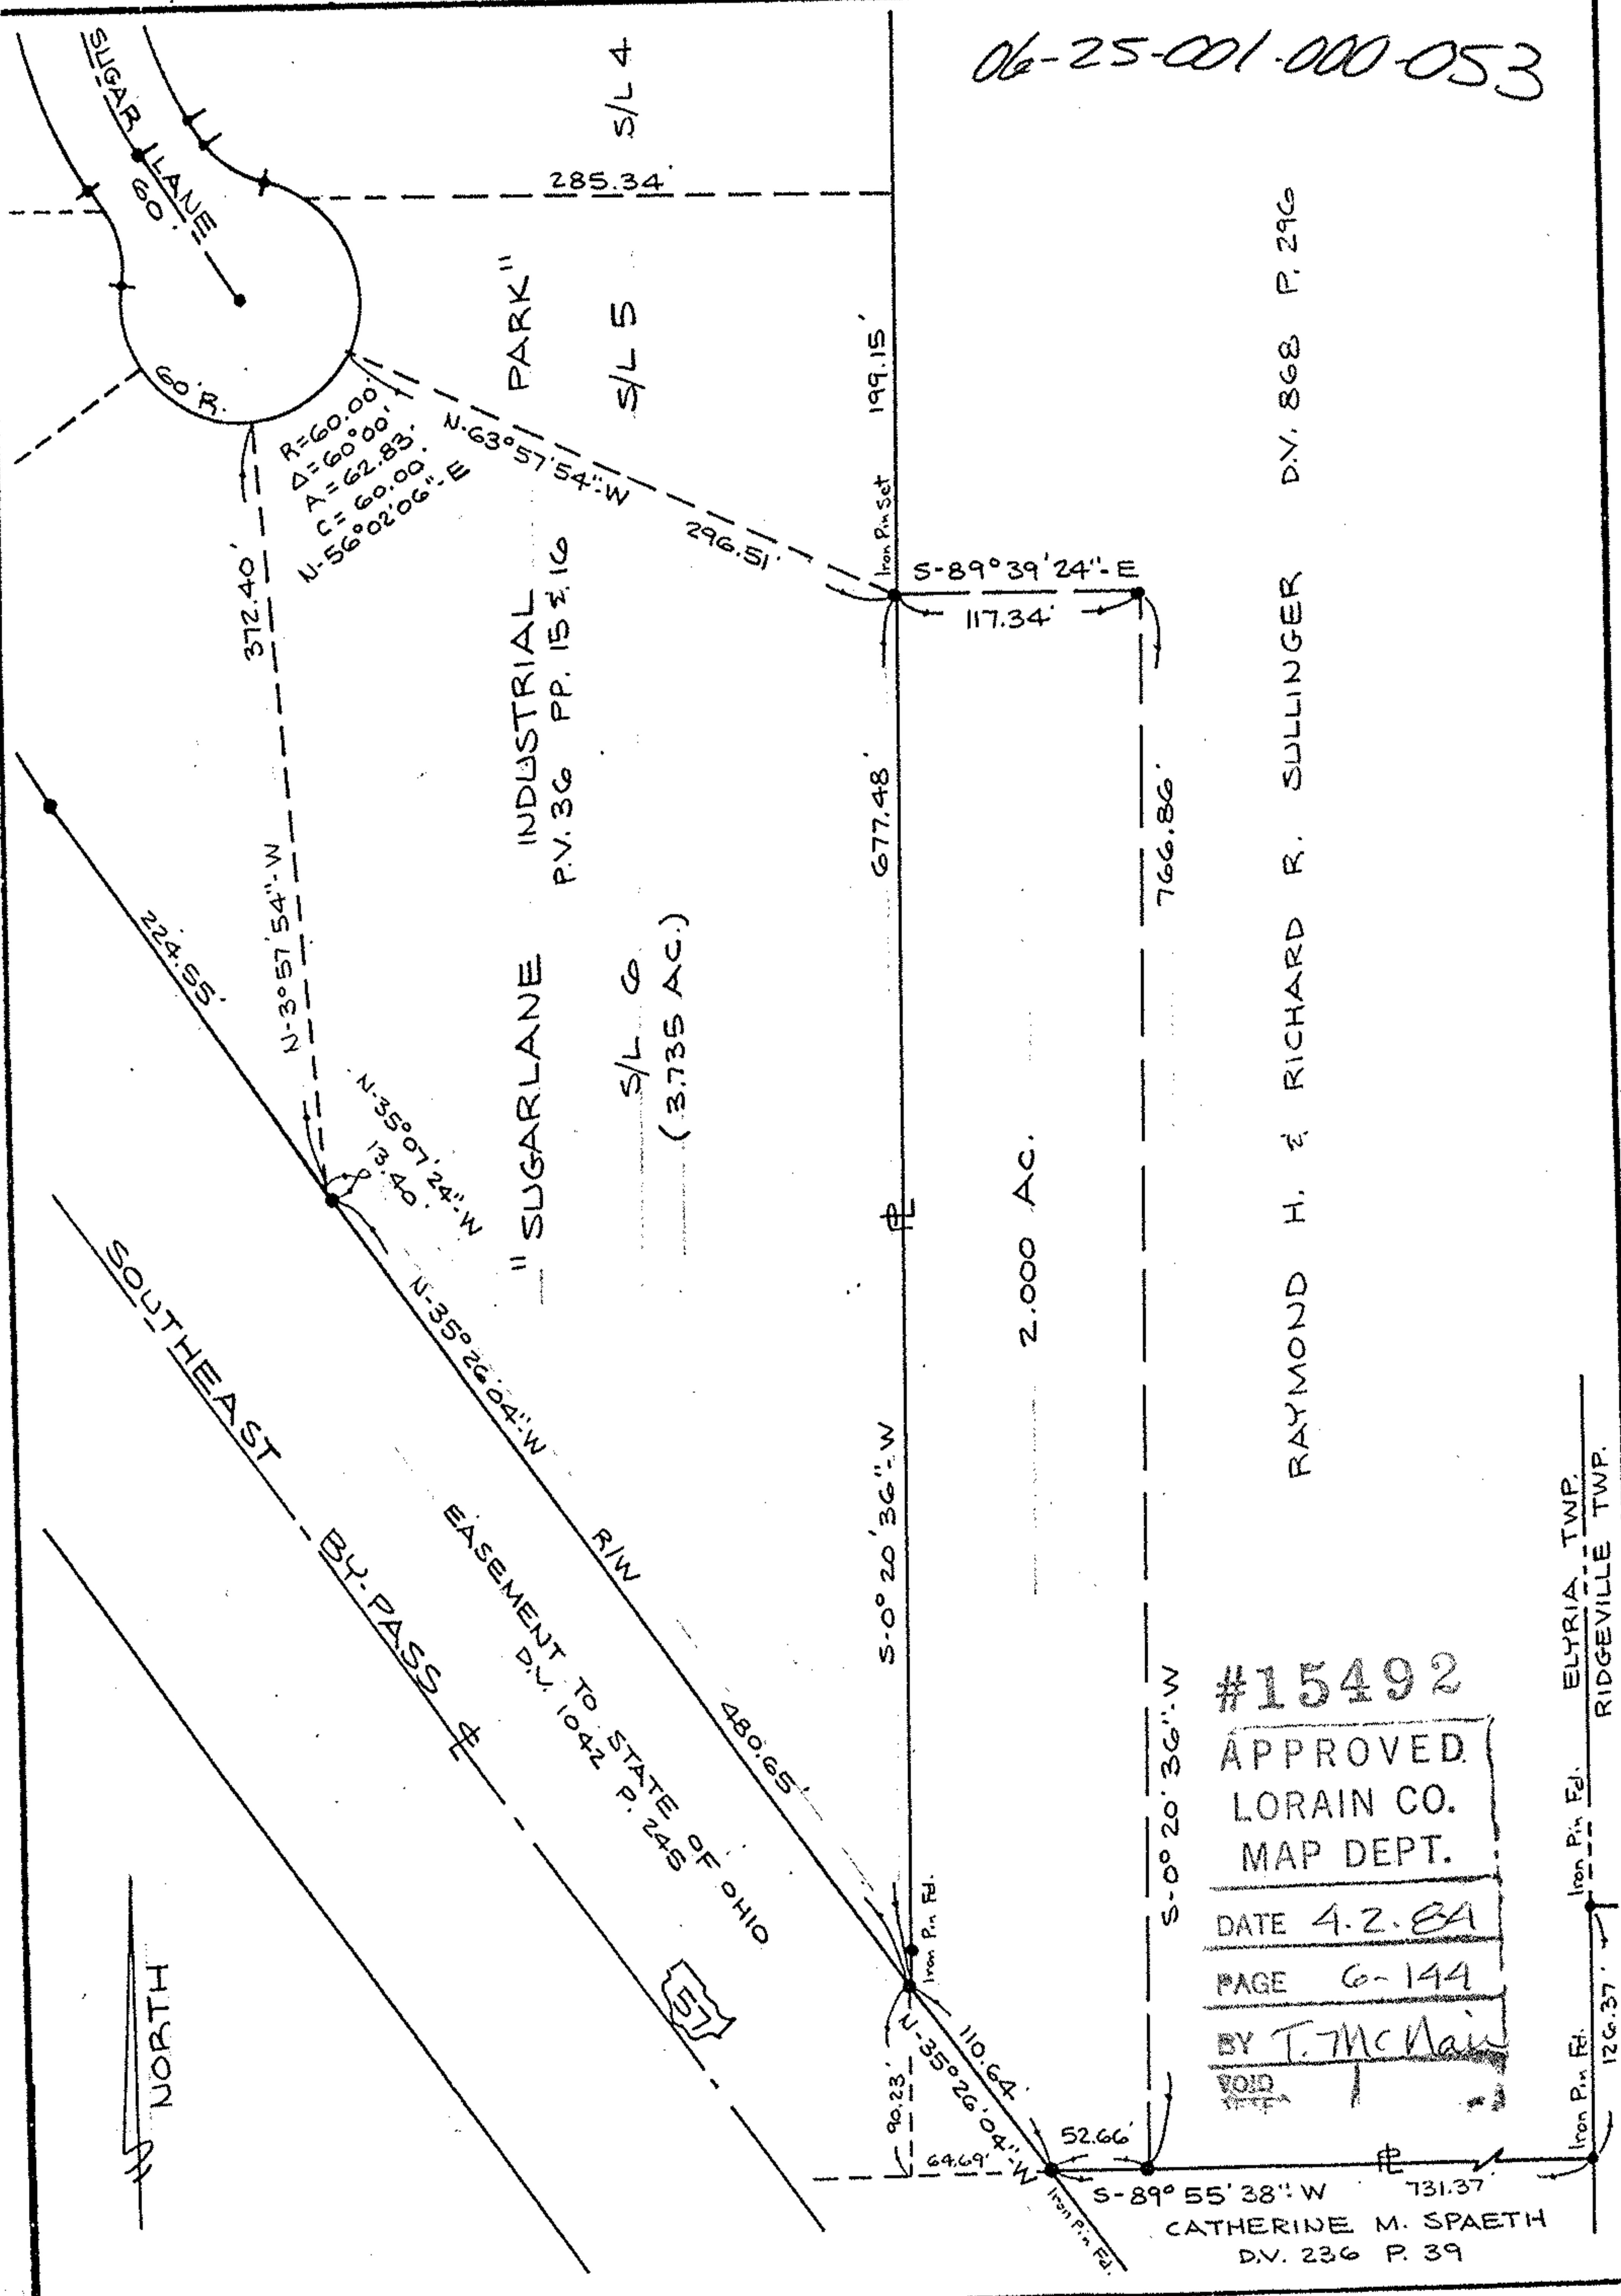 06-25-001-000-053
SUGAR LANE
60'
S/L 4
285.34'
60' R.
R=60.00'
Δ=60°00'
A=62.83'
C=60.00'
N-56°02'06"-E
"SUGARLANE INDUSTRIAL PARK"
P.V. 36 PP. 15 & 16
S/L 5
199.15'
N-63°57'54"-W
296.51'
Iron Pin Set
S-89°39'24"-E
117.34'
372.40'
N-3°57'54"-W
677.48'
766.86'
RAYMOND H. & RICHARD R. SULLINGER D.V. 868 P. 296
224.55'
S/L 6
(3.735 AC.)
N-35°07'24"-W
13.40'
2.000 AC.
SOUTHEAST BY-PASS
N-35°26'04"-W
R/W
480.65'
EASEMENT TO STATE OF OHIO
D.V. 1042 P. 245
S-0°20'36"-W
S-0°20'36"-W
ELYRIA TWP.
RIDGEVILLE TWP.
#15492
APPROVED
LORAIN CO.
MAP DEPT.
DATE 4.2.84
PAGE 6-144
BY T. McNair
VOID
Iron Pin Fd.
Iron Pin Fd.
57
NORTH
90.23'
110.64'
N-35°26'04"-W
64.69'
52.66'
Iron Pin Fd.
Iron Pin Fd.
126.37'
S-89°55'38"-W
731.37'
CATHERINE M. SPAETH
D.V. 236 P. 39